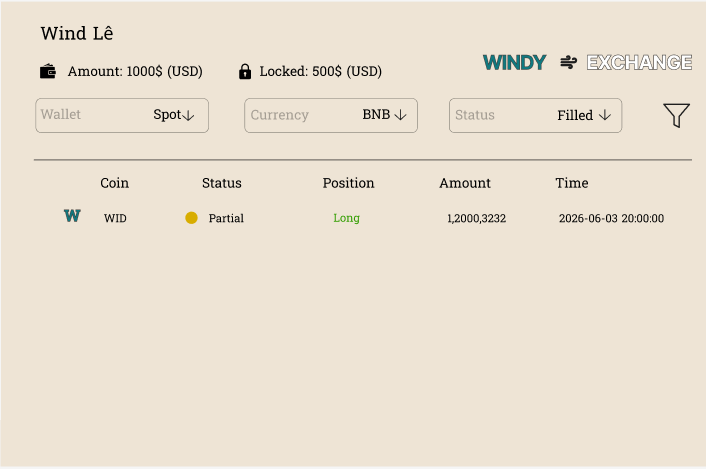 Wind Lê
Amount: 1000$ (USD) Locked: 500$ (USD)
WINDY EXCHANGE
Wallet Spot Currency BNB Status Filled
Coin Status Position Amount Time
W WID Partial Long 1,2000,3232 2026-06-03 20:00:00